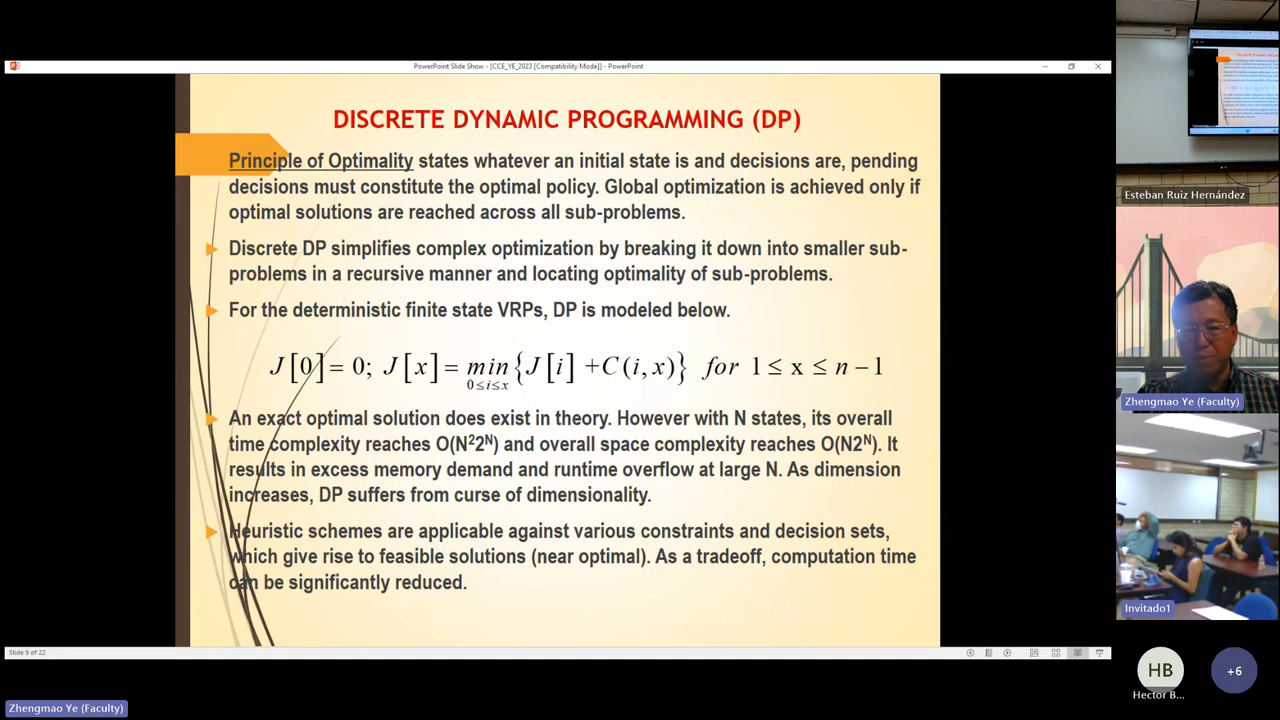 PowerPoint Slide Show - [CCE_YE_2023 [Compatibility Mode]] - PowerPoint
DISCRETE DYNAMIC PROGRAMMING (DP)
Principle of Optimality states whatever an initial state is and decisions are, pending
decisions must constitute the optimal policy. Global optimization is achieved only if
optimal solutions are reached across all sub-problems.
Discrete DP simplifies complex optimization by breaking it down into smaller sub-
problems in a recursive manner and locating optimality of sub-problems.
For the deterministic finite state VRPs, DP is modeled below.
J[0] = 0; J[x] = min {J[i] +C(i, x)} for 1 ≤ x ≤ n − 1
0≤i≤x
An exact optimal solution does exist in theory. However with N states, its overall
time complexity reaches O(N²2ᴺ) and overall space complexity reaches O(N2ᴺ). It
results in excess memory demand and runtime overflow at large N. As dimension
increases, DP suffers from curse of dimensionality.
Heuristic schemes are applicable against various constraints and decision sets,
which give rise to feasible solutions (near optimal). As a tradeoff, computation time
can be significantly reduced.
Slide 9 of 22
Zhengmao Ye (Faculty)
Esteban Ruiz Hernández
Zhengmao Ye (Faculty)
Invitado1
HB
Hector B...
+6